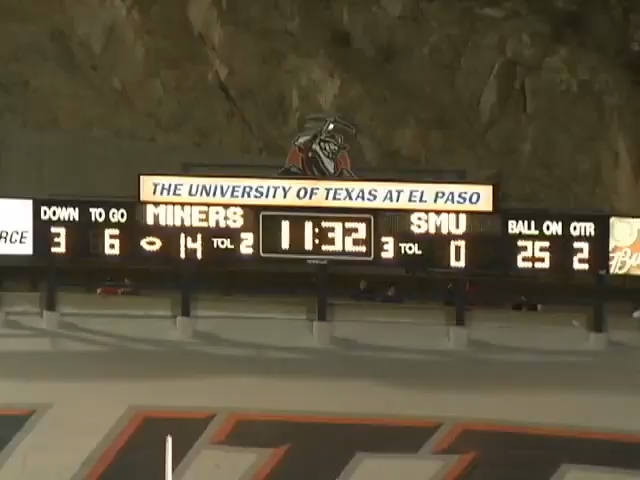 THE UNIVERSITY OF TEXAS AT EL PASO
RCE
DOWN TO GO MINERS 11:32 SMU BALL ON QTR
3 6 14 TOL 2 3 TOL 0 25 2